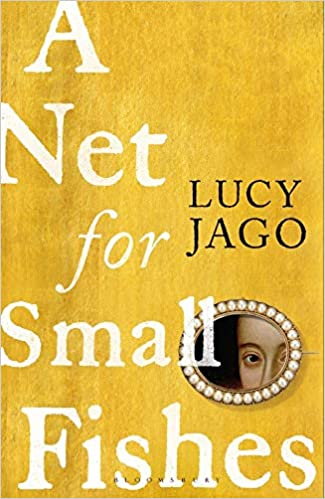 A
Net
for
Small
Fishes
LUCY
JAGO
BLOOMSBURY